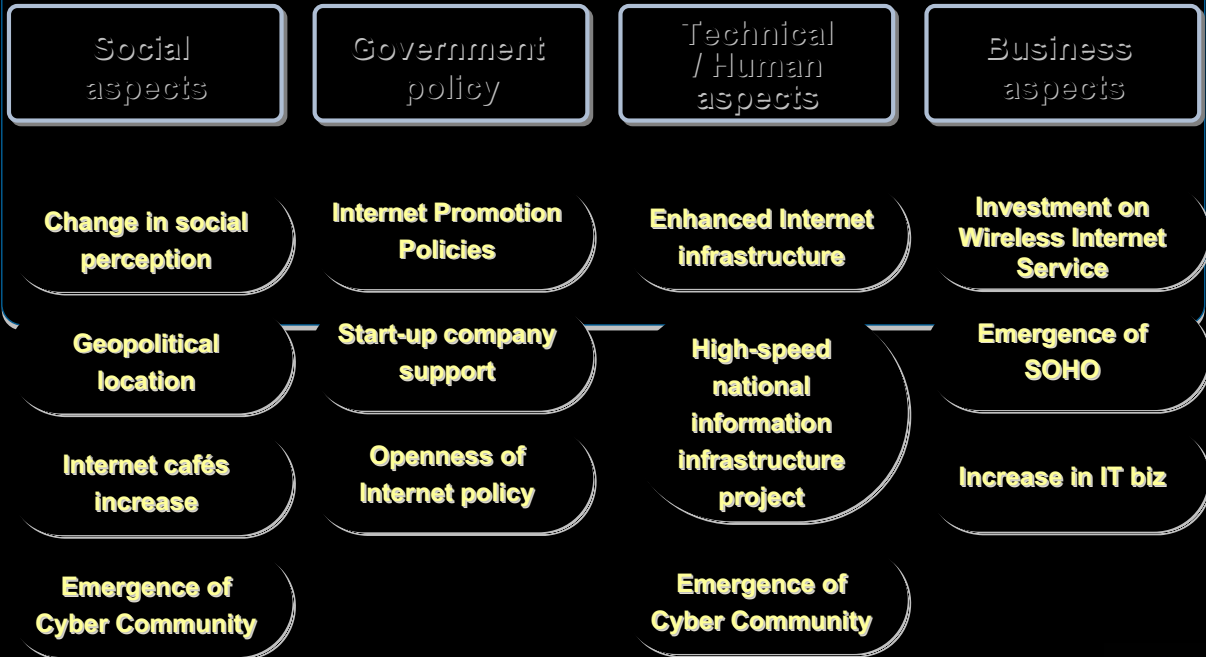 Social
aspects
Government
policy
Technical
/ Human
aspects
Business
aspects
Change in social
perception
Geopolitical
location
Internet cafés
increase
Emergence of
Cyber Community
Internet Promotion
Policies
Start-up company
support
Openness of
Internet policy
Enhanced Internet
infrastructure
High-speed
national
information
infrastructure
project
Emergence of
Cyber Community
Investment on
Wireless Internet
Service
Emergence of
SOHO
Increase in IT biz